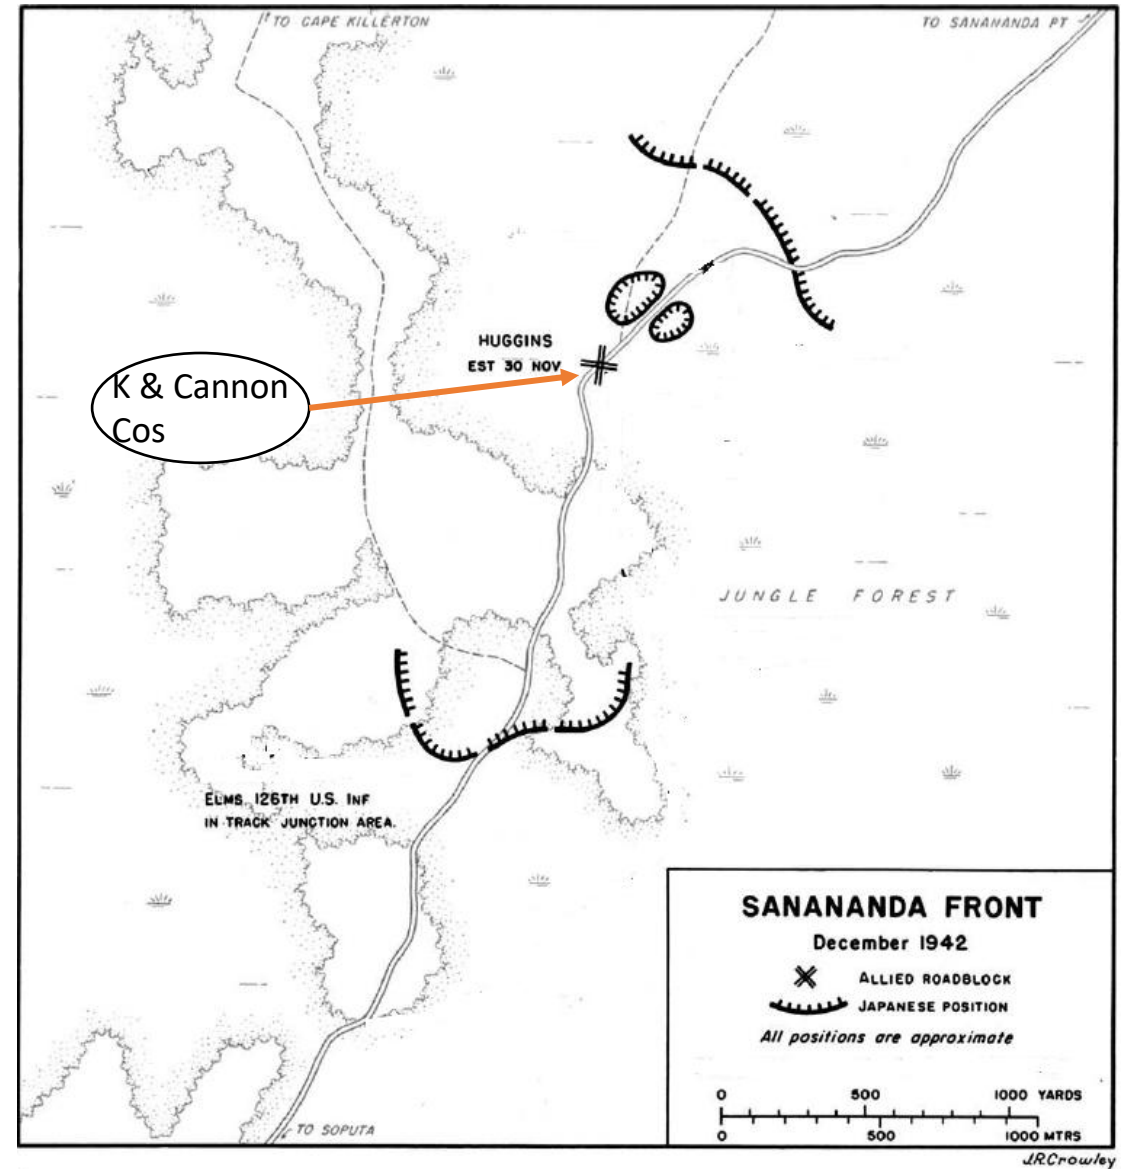 TO CAPE KILLERTON
TO SANANANDA PT
HUGGINS
EST 30 NOV
K & Cannon
Cos
JUNGLE FOREST
ELMS 126TH U.S. INF
IN TRACK JUNCTION AREA.
TO SOPUTA
SANANANDA FRONT
December 1942
ALLIED ROADBLOCK
JAPANESE POSITION
All positions are approximate
0 500 1000 YARDS
0 500 1000 MTRS
J.R.Crowley